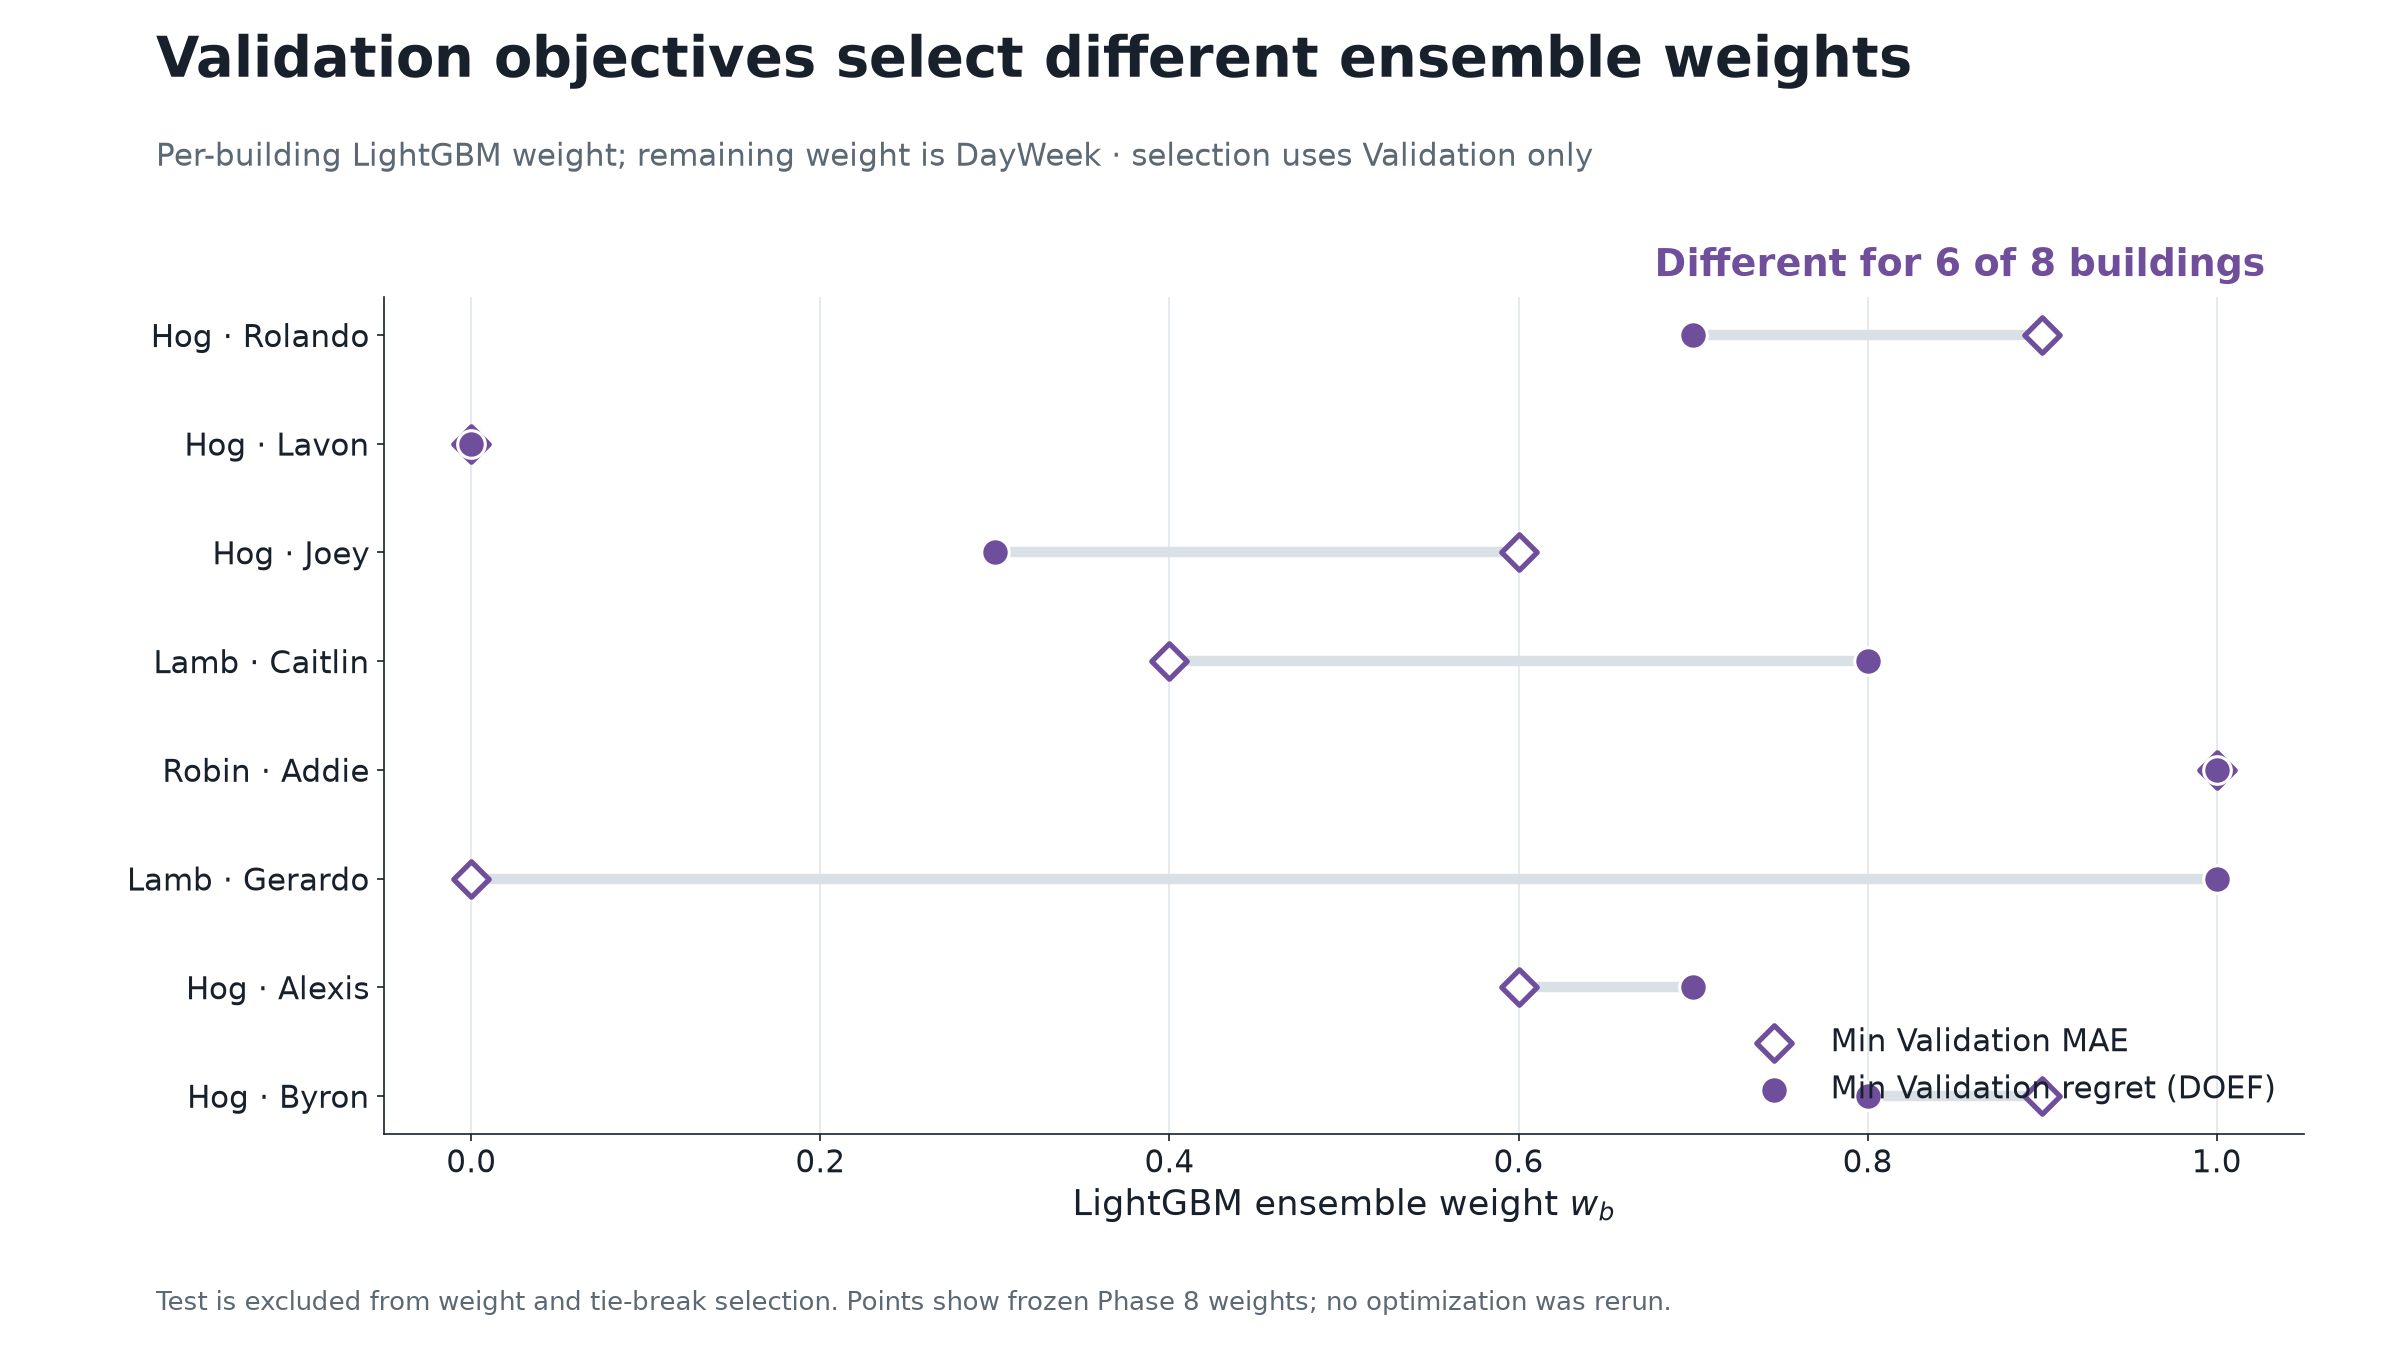 Validation objectives select different ensemble weights
Per-building LightGBM weight; remaining weight is DayWeek · selection uses Validation only
Different for 6 of 8 buildings
Hog · Rolando
Hog · Lavon
Hog · Joey
Lamb · Caitlin
Robin · Addie
Lamb · Gerardo
Hog · Alexis
Hog · Byron
Min Validation MAE
Min Validation regret (DOEF)
0.0 0.2 0.4 0.6 0.8 1.0
LightGBM ensemble weight w_b
Test is excluded from weight and tie-break selection. Points show frozen Phase 8 weights; no optimization was rerun.